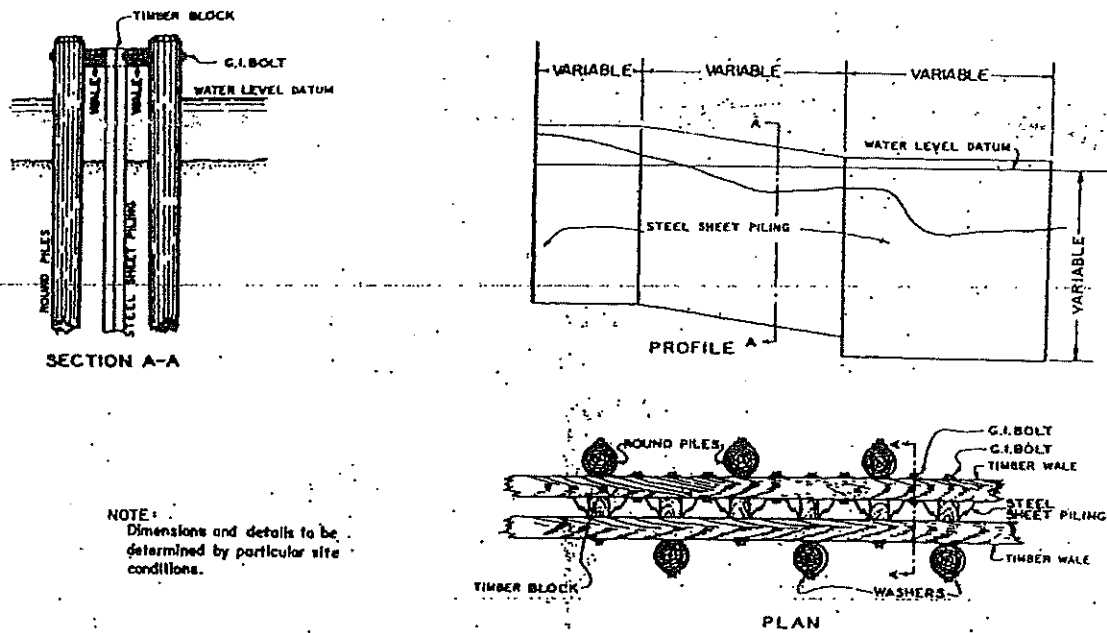 TIMBER BLOCK
G.I. BOLT
WALE
WALE
WATER LEVEL DATUM
ROUND PILES
STEEL SHEET PILING
SECTION A-A
VARIABLE
VARIABLE
VARIABLE
A
WATER LEVEL DATUM
STEEL SHEET PILING
VARIABLE
PROFILE
A
NOTE:
Dimensions and details to be
determined by particular site
conditions.
ROUND PILES
A
G.I. BOLT
G.I. BOLT
TIMBER WALE
STEEL
SHEET PILING
TIMBER WALE
A
TIMBER BLOCK
WASHERS
PLAN